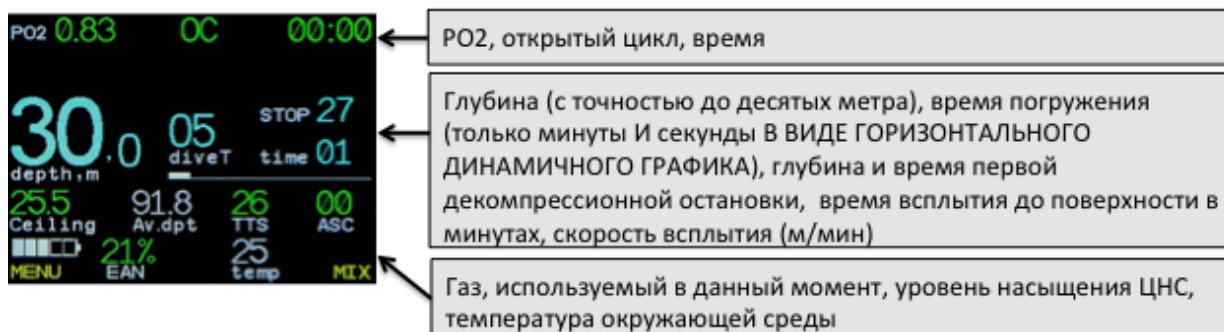 PO2 0.83 OC 00:00
30.0 05 STOP 27
depth,m diveT time 01
25.5 91.8 26 00
Ceiling Av.dpt TTS ASC
21% 25
MENU EAN temp MIX
РО2, открытый цикл, время
Глубина (с точностью до десятых метра), время погружения
(только минуты И секунды В ВИДЕ ГОРИЗОНТАЛЬНОГО
ДИНАМИЧНОГО ГРАФИКА), глубина и время первой
декомпрессионной остановки, время всплытия до поверхности в
минутах, скорость всплытия (м/мин)
Газ, используемый в данный момент, уровень насыщения ЦНС,
температура окружающей среды